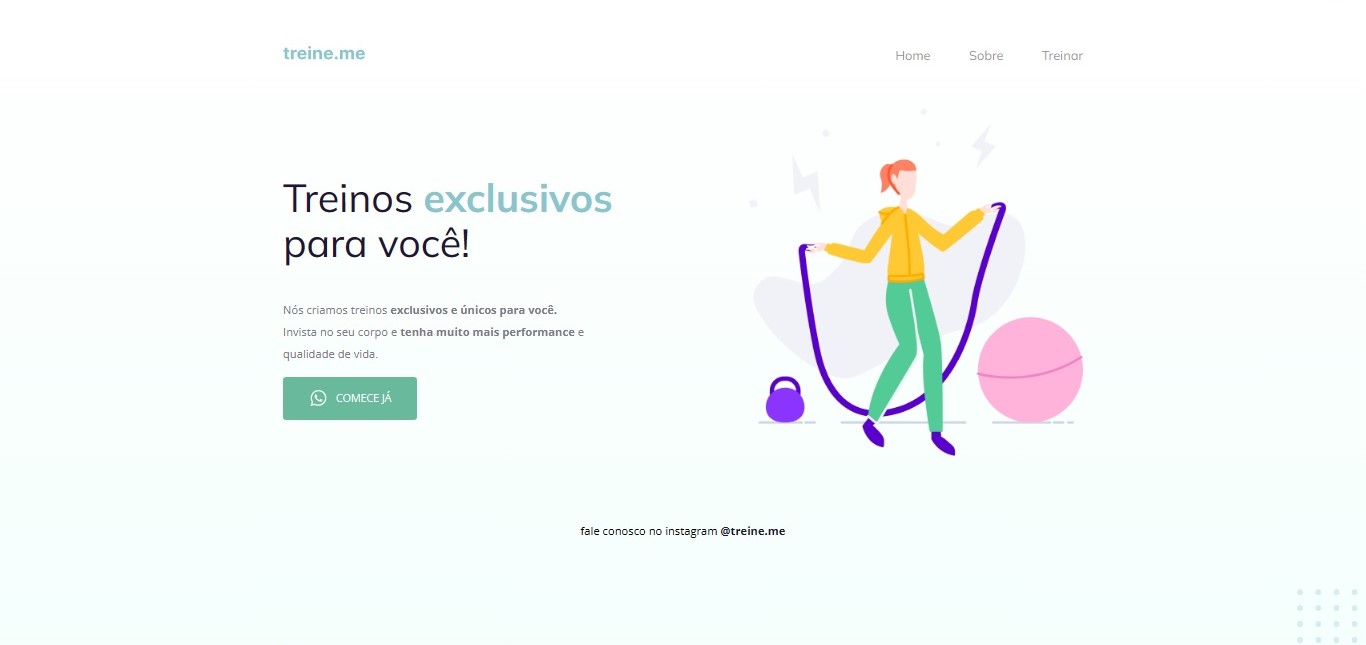 treine.me
Home Sobre Treinar
Treinos exclusivos
para você!
Nós criamos treinos exclusivos e únicos para você.
Invista no seu corpo e tenha muito mais performance e
qualidade de vida.
COMECE JÁ
fale conosco no instagram @treine.me